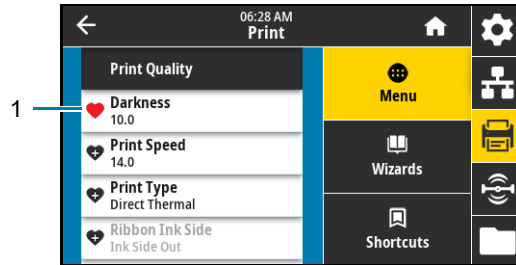 06:28 AM
Print
Print Quality
Darkness
10.0
Print Speed
14.0
Print Type
Direct Thermal
Ribbon Ink Side
Ink Side Out
Menu
Wizards
Shortcuts
1